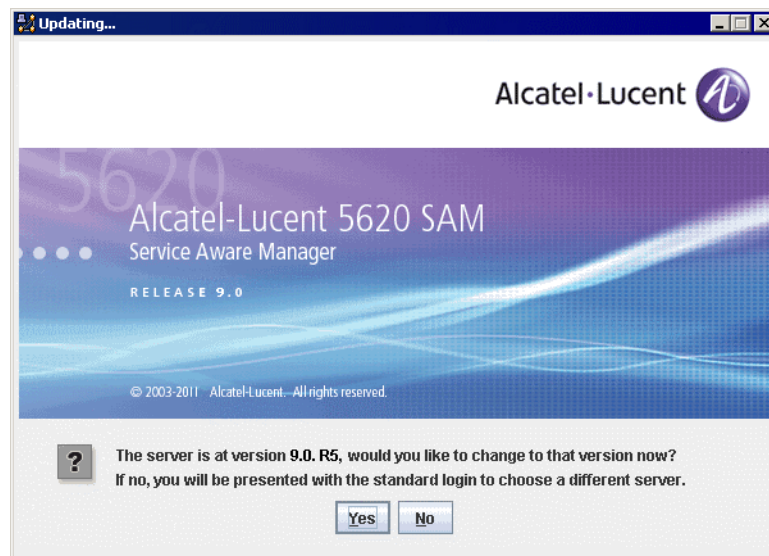 Updating...
Alcatel·Lucent
5620
Alcatel-Lucent 5620 SAM
Service Aware Manager
RELEASE 9.0
© 2003-2011 Alcatel-Lucent. All rights reserved.
?
The server is at version 9.0. R5, would you like to change to that version now?
If no, you will be presented with the standard login to choose a different server.
Yes No